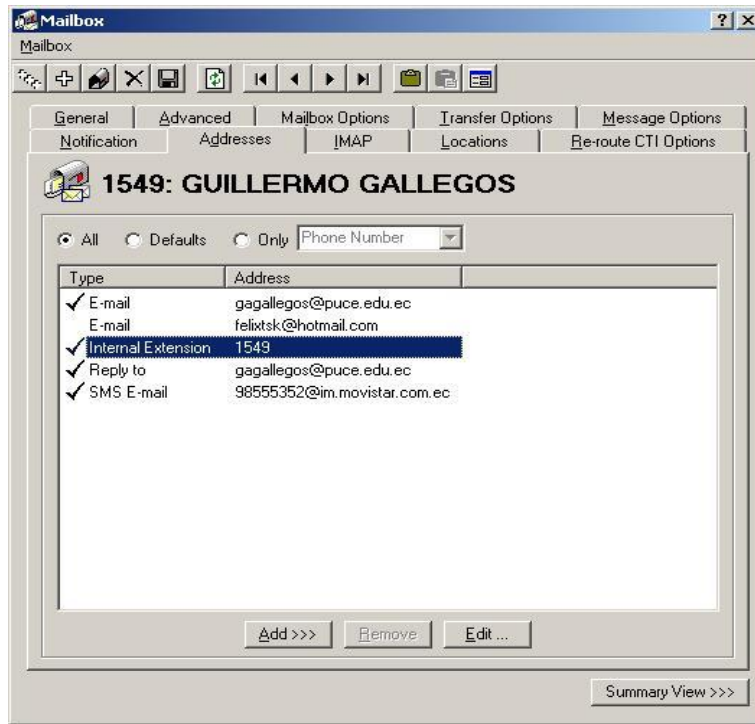 Mailbox
Mailbox
General Advanced Mailbox Options Transfer Options Message Options
Notification Addresses IMAP Locations Re-route CTI Options
1549: GUILLERMO GALLEGOS
All Defaults Only Phone Number
Type Address
E-mail gagallegos@puce.edu.ec
E-mail felixtsk@hotmail.com
Internal Extension 1549
Reply to gagallegos@puce.edu.ec
SMS E-mail 98555352@im.movistar.com.ec
Add >>> Remove Edit ...
Summary View >>>